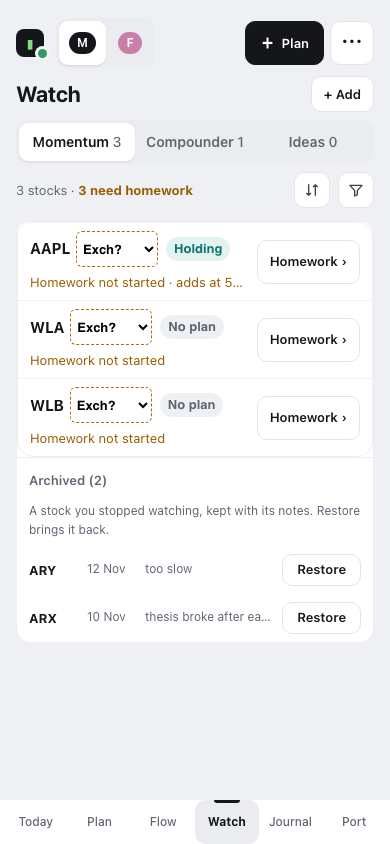 M F + Plan ...
Watch + Add
Momentum 3 Compounder 1 Ideas 0
3 stocks · 3 need homework
AAPL Exch? Holding Homework ›
Homework not started · adds at 5...
WLA Exch? No plan Homework ›
Homework not started
WLB Exch? No plan Homework ›
Homework not started
Archived (2)
A stock you stopped watching, kept with its notes. Restore
brings it back.
ARY 12 Nov too slow Restore
ARX 10 Nov thesis broke after ea... Restore
Today Plan Flow Watch Journal Port